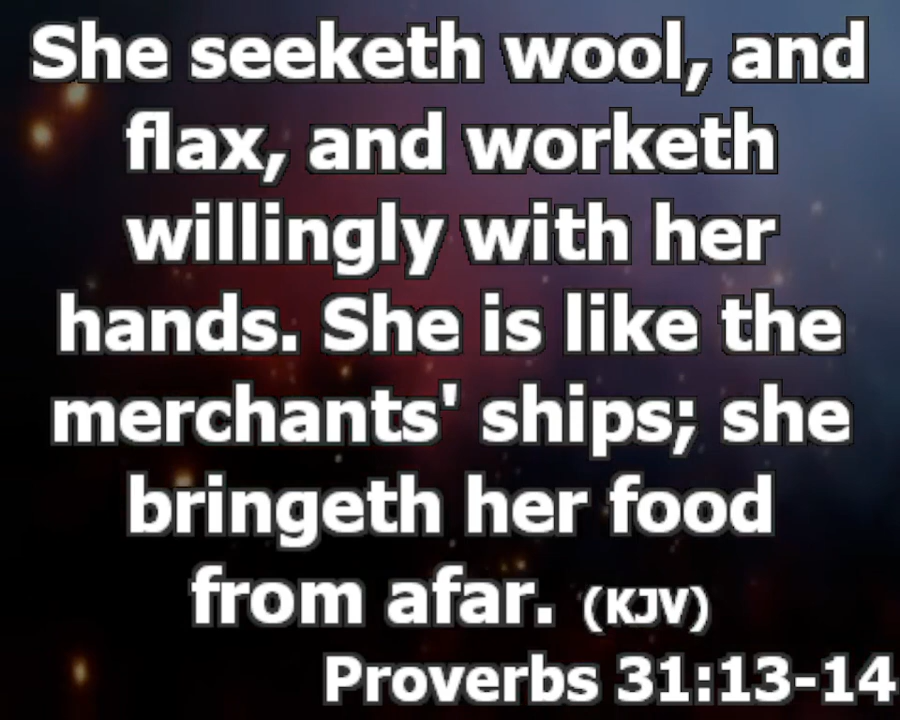 She seeketh wool, and
flax, and worketh
willingly with her
hands. She is like the
merchants' ships; she
bringeth her food
from afar. (KJV)
Proverbs 31:13-14